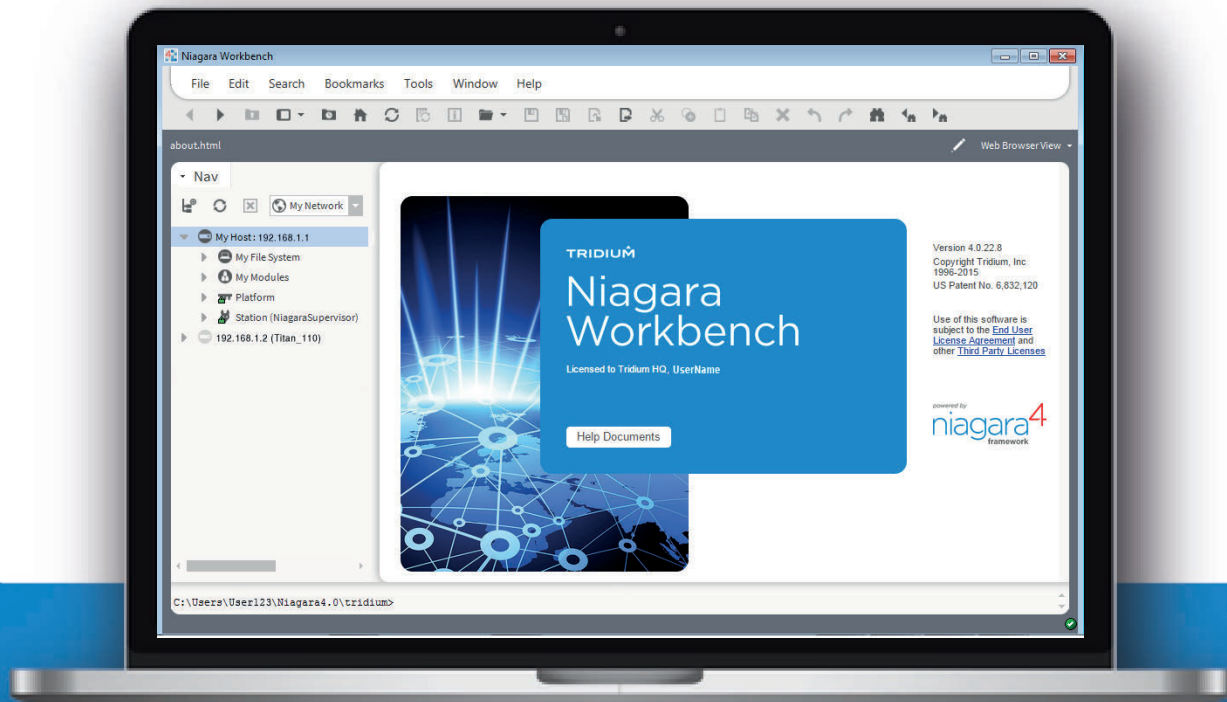 Niagara Workbench
File Edit Search Bookmarks Tools Window Help
about.html
Web Browser View
Nav
My Network
My Host : 192.168.1.1
My File System
My Modules
Platform
Station (NiagaraSupervisor)
192.168.1.2 (Titan_110)
TRIDIUM
Niagara
Workbench
Licensed to Tridium HQ, UserName
Help Documents
Version 4.0.22.8
Copyright Tridium, Inc
1996-2015
US Patent No. 6,832,120
Use of this software is
subject to the End User
License Agreement and
other Third Party Licenses
powered by
niagara4
framework
C:\Users\User123\Niagara4.0\tridium>